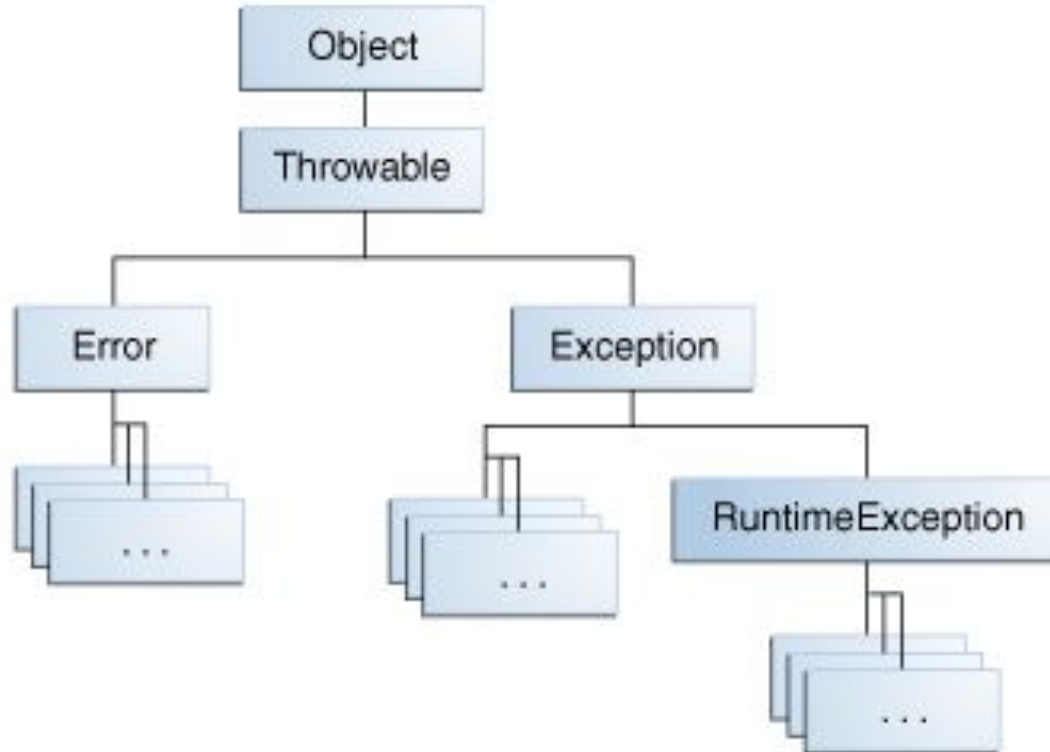 Object
Throwable
Error
Exception
...
...
RuntimeException
...